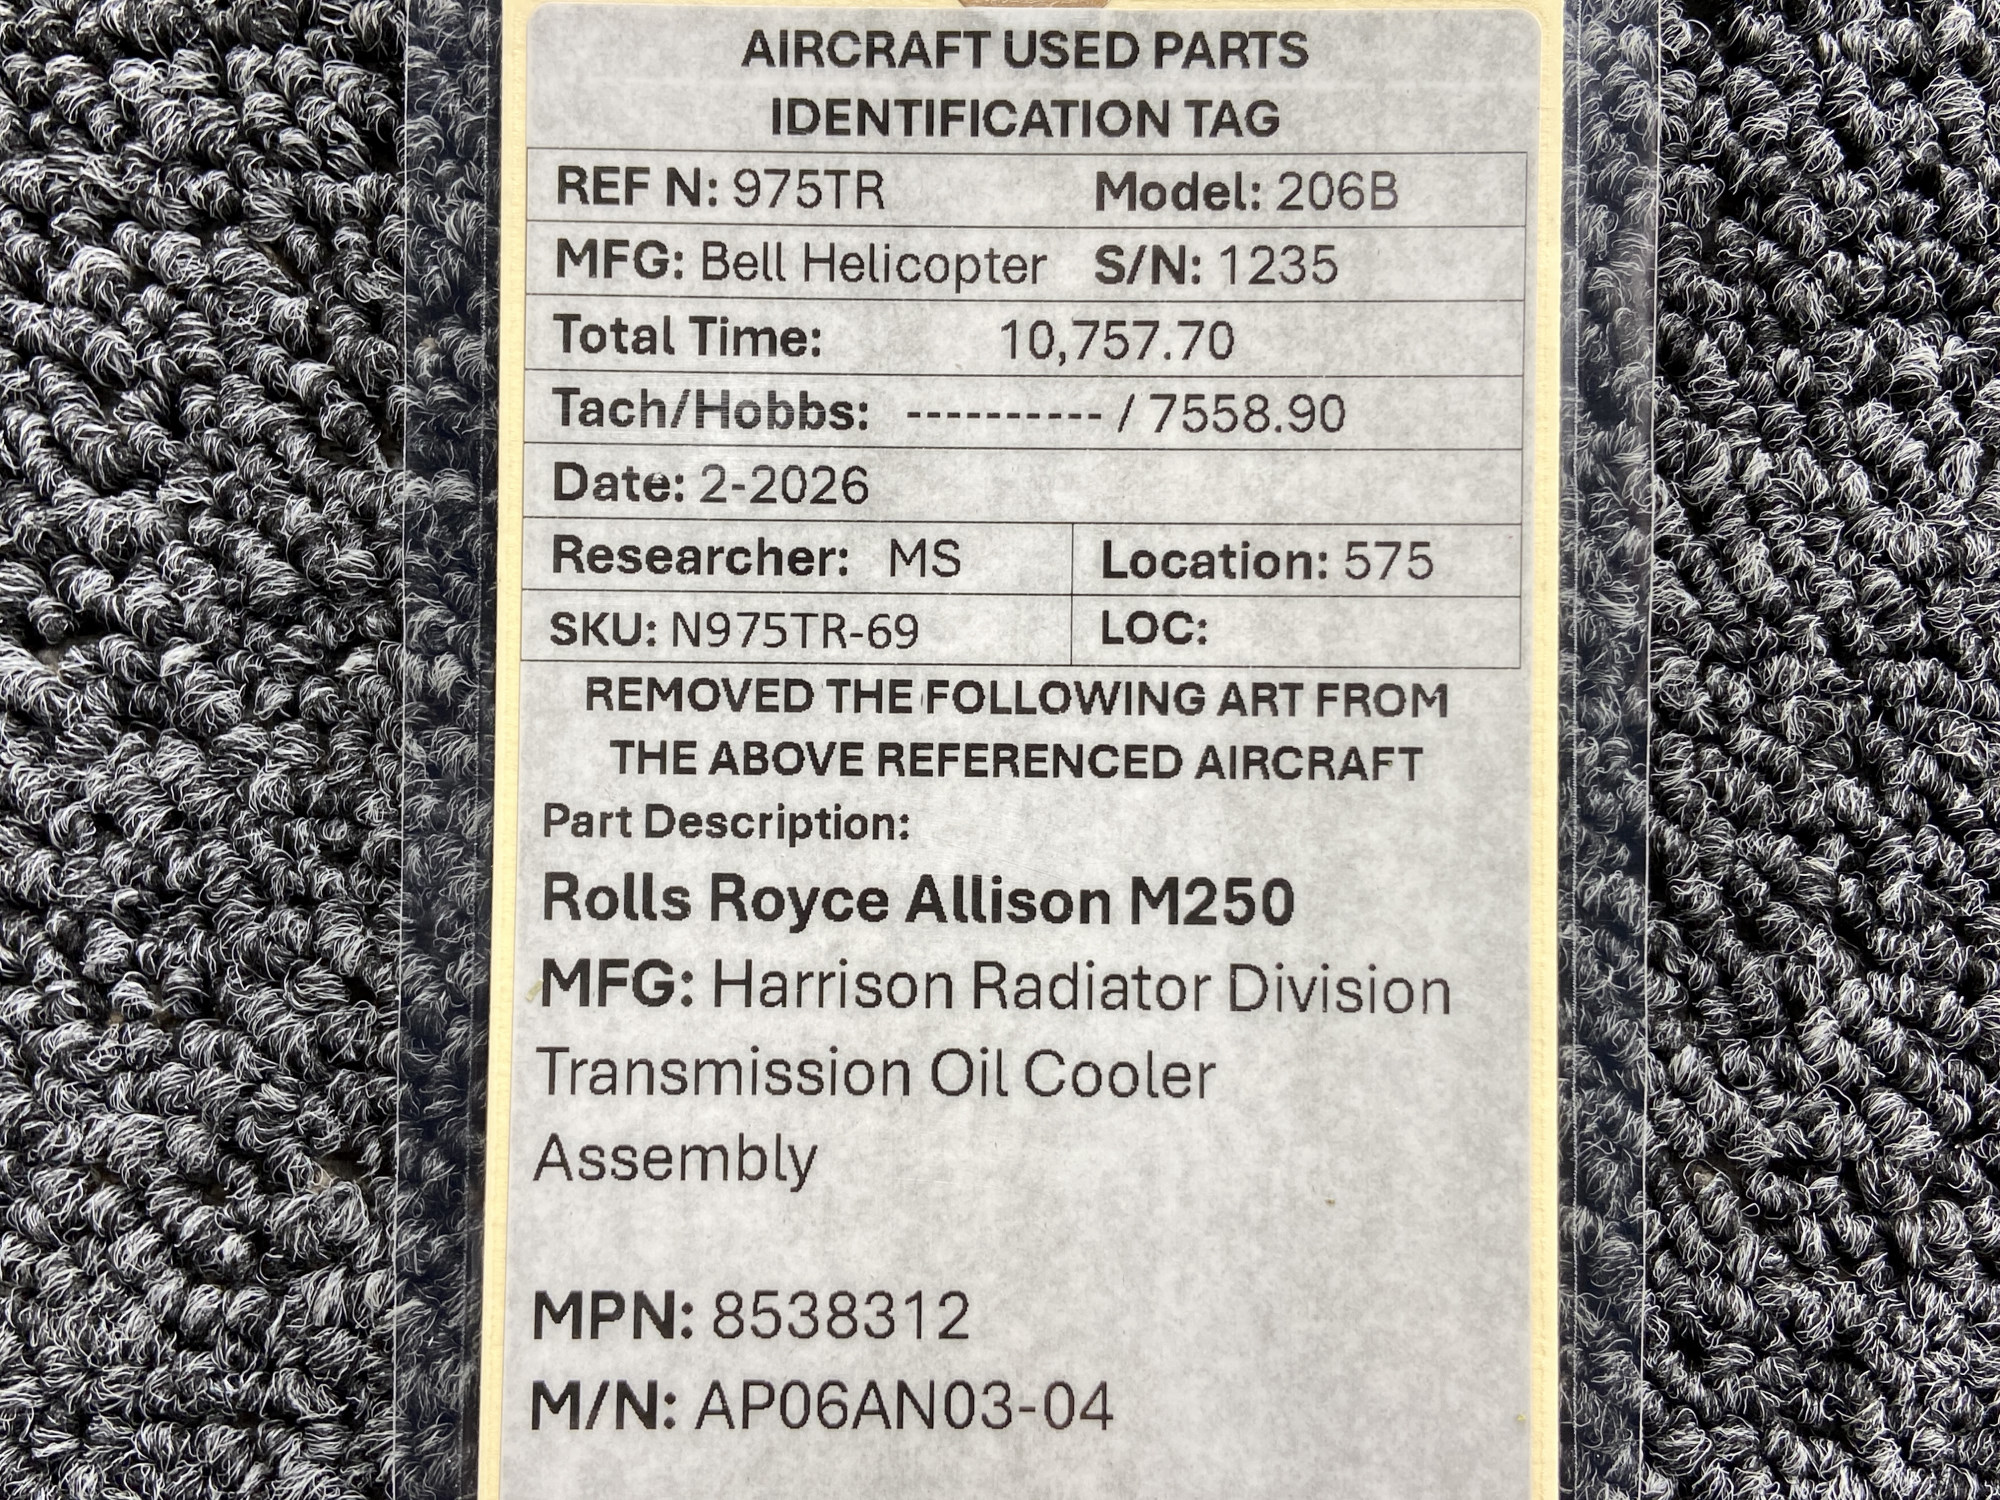 AIRCRAFT USED PARTS
IDENTIFICATION TAG
REF N: 975TR Model: 206B
MFG: Bell Helicopter S/N: 1235
Total Time: 10,757.70
Tach/Hobbs: ---------- / 7558.90
Date: 2-2026
Researcher: MS Location: 575
SKU: N975TR-69 LOC:
REMOVED THE FOLLOWING ART FROM
THE ABOVE REFERENCED AIRCRAFT
Part Description:
Rolls Royce Allison M250
MFG: Harrison Radiator Division
Transmission Oil Cooler
Assembly
MPN: 8538312
M/N: AP06AN03-04